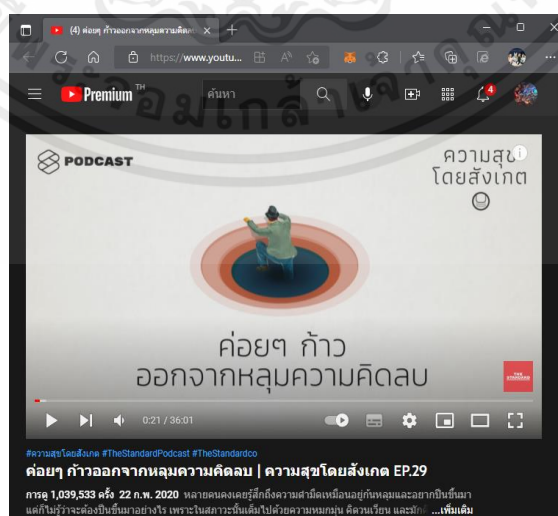 (4) ค่อยๆ ก้าวออกจากหลุมความคิดลบ
https://www.youtu...
Premium TH
ค้นหา
4
PODCAST
ความสุข
โดยสังเกต
ค่อยๆ ก้าว
ออกจากหลุมความคิดลบ
THE STANDARD
0:21 / 36:01
#ความสุขโดยสังเกต #TheStandardPodcast #TheStandardco
ค่อยๆ ก้าวออกจากหลุมความคิดลบ | ความสุขโดยสังเกต EP.29
การดู 1,039,533 ครั้ง 22 ก.พ. 2020 หลายคนคงเคยรู้สึกถึงความดำมืดเหมือนอยู่ก้นหลุมและอยากปีนขึ้นมา
แต่ก็ไม่รู้ว่าจะต้องปีนขึ้นมาอย่างไร เพราะในสภาวะนั้นเต็มไปด้วยความหมกมุ่น คิดวนเวียน และมัก ...เพิ่มเติม